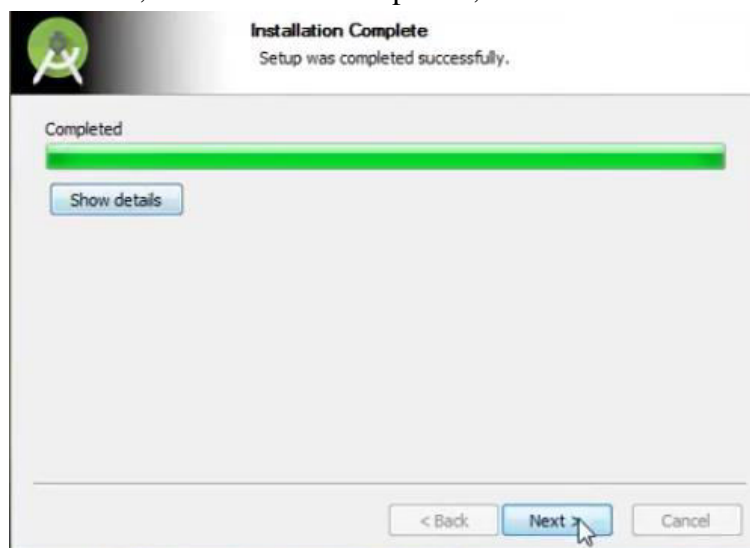 Installation Complete
Setup was completed successfully.
Completed
Show details
< Back Next > Cancel